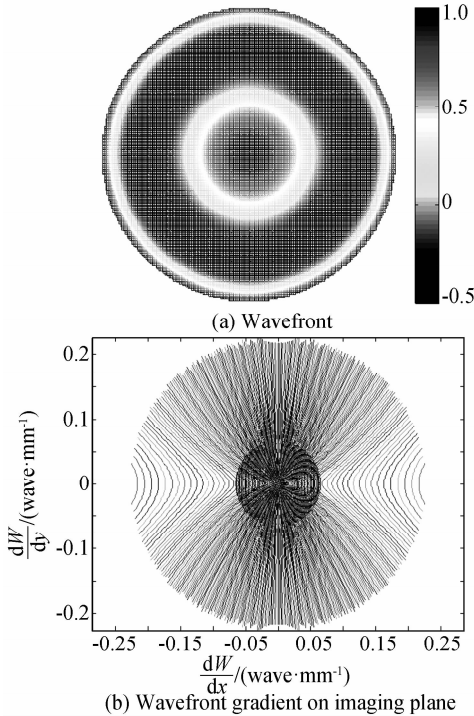 1.0
0.5
0
-0.5
(a) Wavefront
0.2
0.1
0
-0.1
-0.2
dW/dy/(wave·mm⁻¹)
-0.25 -0.15 -0.05 0.05 0.15 0.25
dW/dx/(wave·mm⁻¹)
(b) Wavefront gradient on imaging plane